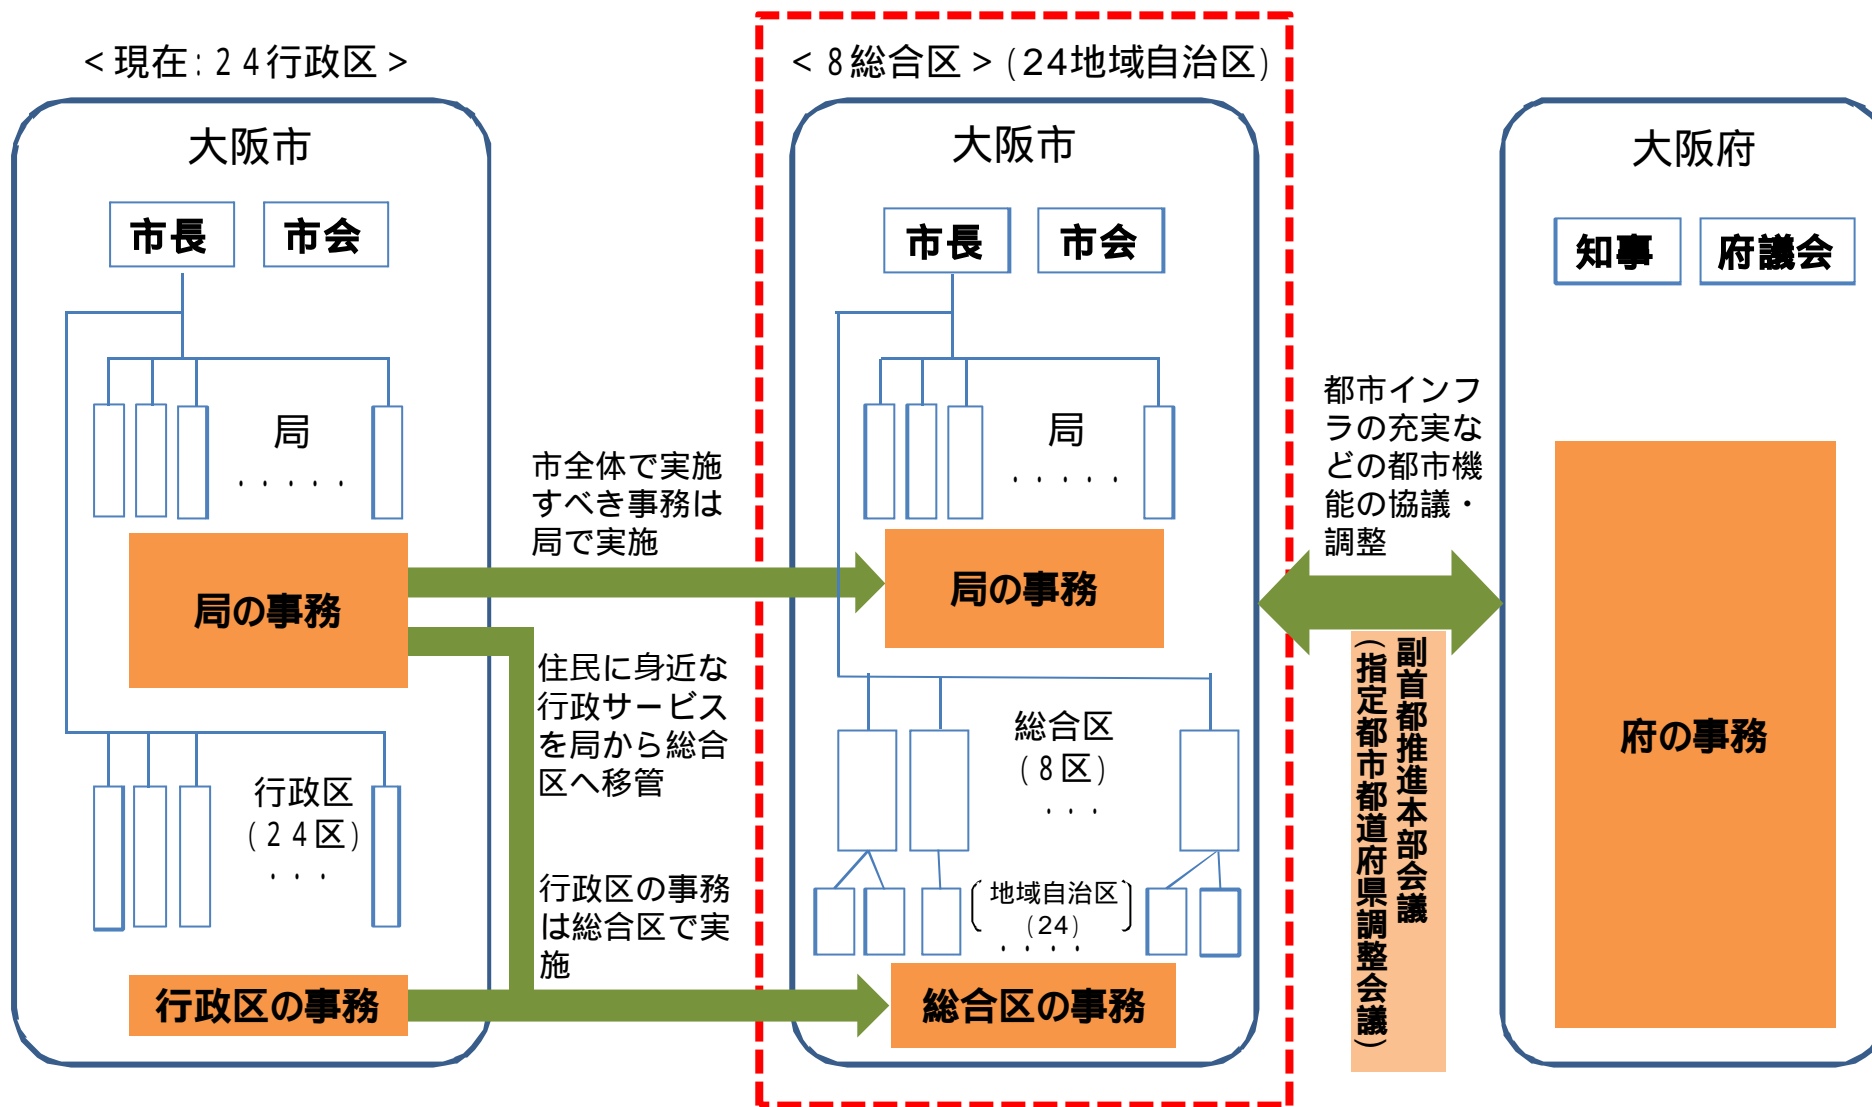 ＜現在：２４行政区＞
大阪市
市長
市会
局
・・・・・
局の事務
行政区
（２４区）
・・・
行政区の事務
市全体で実施
すべき事務は
局で実施
住民に身近な
行政サービス
を局から総合
区へ移管
行政区の事務
は総合区で実
施
＜８総合区＞（24地域自治区）
大阪市
市長
市会
局
・・・・・
局の事務
総合区
（８区）
・・・
地域自治区
（24）
・・・・
総合区の事務
都市インフ
ラの充実な
どの都市機
能の協議・
調整
副首都推進本部会議
（指定都市都道府県調整会議）
大阪府
知事
府議会
府の事務